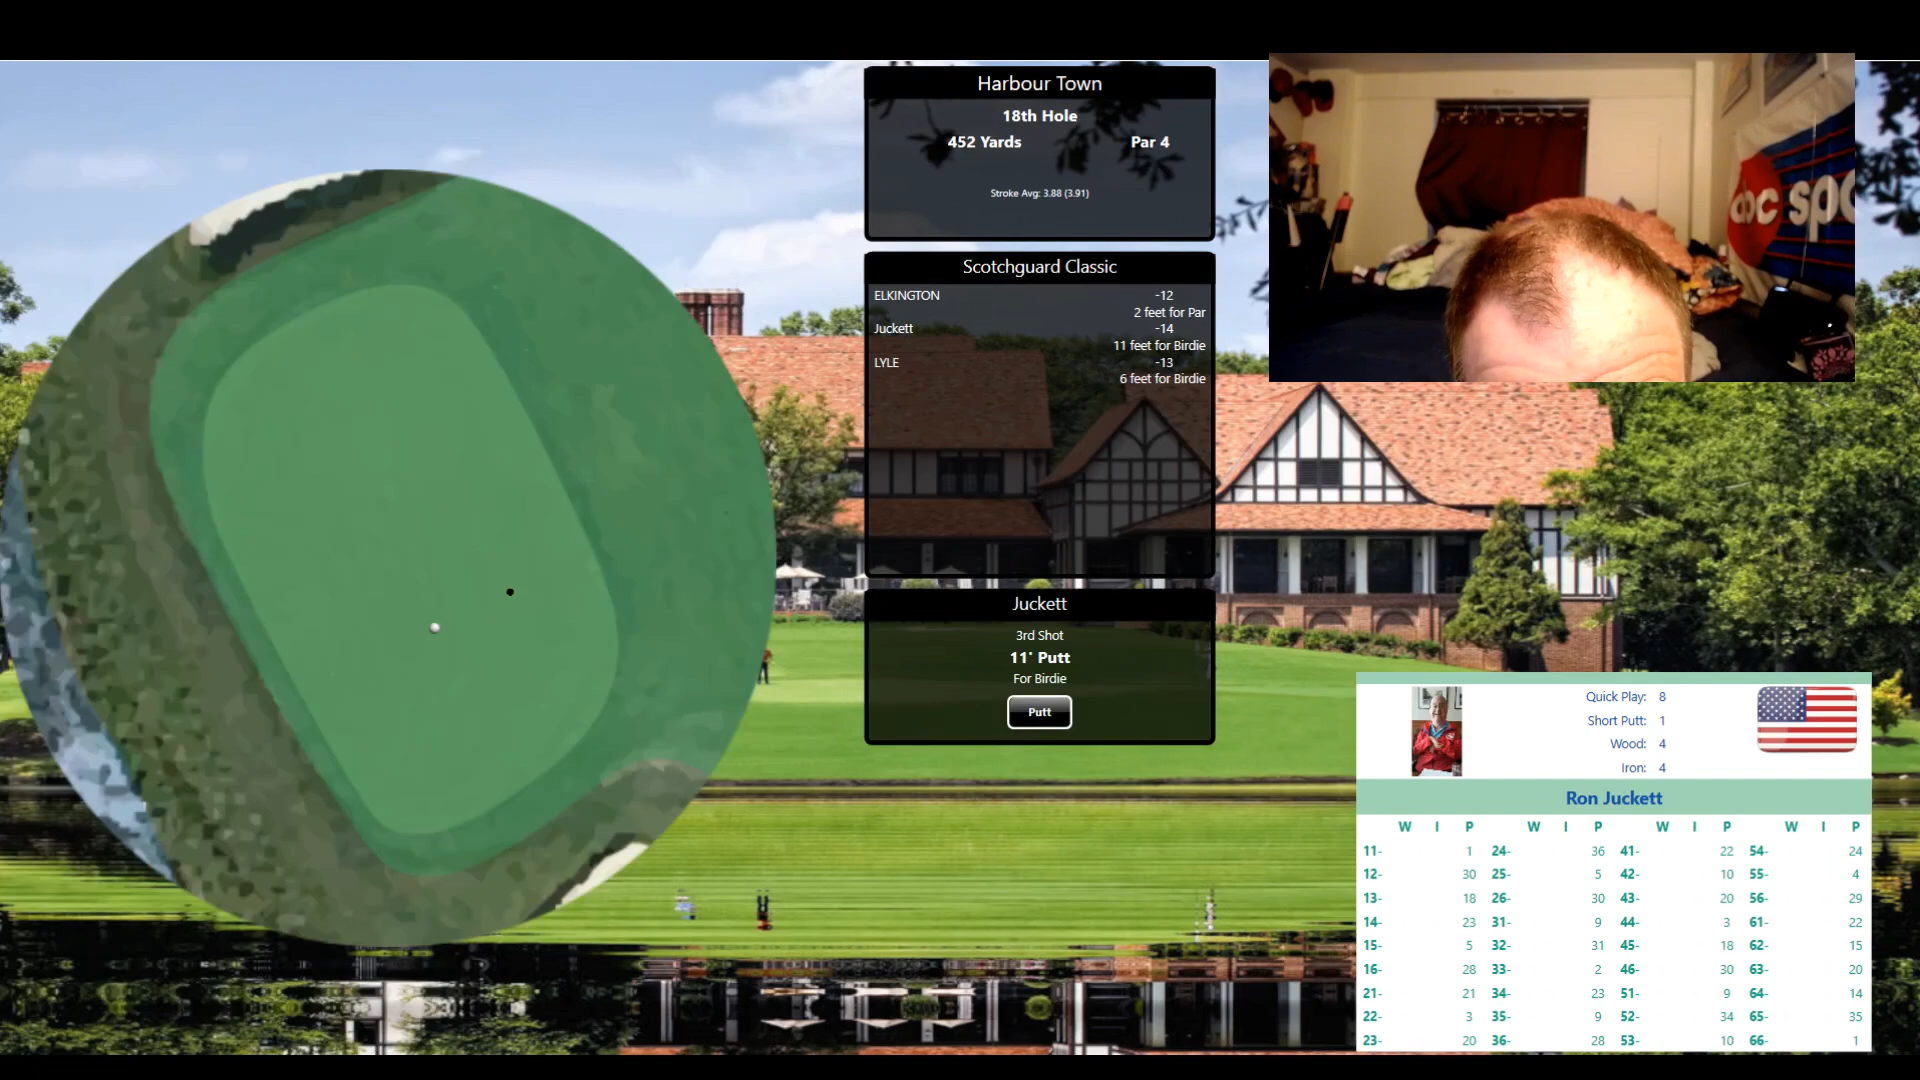 Harbour Town
18th Hole
452 Yards Par 4
Stroke Avg: 3.88 (3.91)
Scotchguard Classic
ELKINGTON -12
2 feet for Par
Juckett -14
11 feet for Birdie
LYLE -13
6 feet for Birdie
Juckett
3rd Shot
11' Putt
For Birdie
Putt
abc spo
Quick Play: 8
Short Putt: 1
Wood: 4
Iron: 4
Ron Juckett
W I P W I P W I P W I P
11- 1 24- 36 41- 22 54- 24
12- 30 25- 5 42- 10 55- 4
13- 18 26- 30 43- 20 56- 29
14- 23 31- 9 44- 3 61- 22
15- 5 32- 31 45- 18 62- 15
16- 28 33- 2 46- 30 63- 20
21- 21 34- 23 51- 9 64- 14
22- 3 35- 9 52- 34 65- 35
23- 20 36- 28 53- 10 66- 1